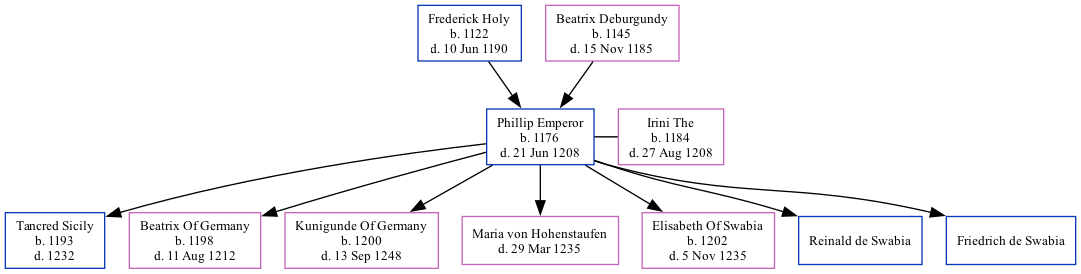 Frederick Holy
b. 1122
d. 10 Jun 1190
Beatrix Deburgundy
b. 1145
d. 15 Nov 1185
Phillip Emperor
b. 1176
d. 21 Jun 1208
Irini The
b. 1184
d. 27 Aug 1208
Tancred Sicily
b. 1193
d. 1232
Beatrix Of Germany
b. 1198
d. 11 Aug 1212
Kunigunde Of Germany
b. 1200
d. 13 Sep 1248
Maria von Hohenstaufen
d. 29 Mar 1235
Elisabeth Of Swabia
b. 1202
d. 5 Nov 1235
Reinald de Swabia
Friedrich de Swabia